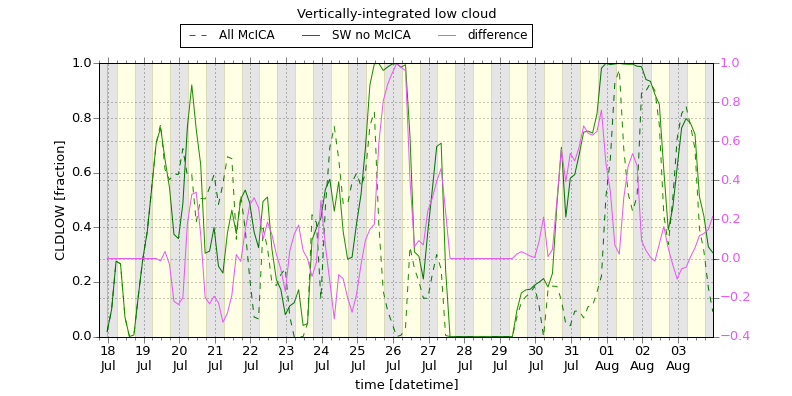 Vertically-integrated low cloud
All McICA SW no McICA difference
1.0 1.0
0.8
0.8 0.6
0.6 0.4
0.2
0.4 0.0
0.2 −0.2
0.0 −0.4
CLDLOW [fraction]
18 19 20 21 22 23 24 25 26 27 28 29 30 31 01 02 03
Jul Jul Jul Jul Jul Jul Jul Jul Jul Jul Jul Jul Jul Jul Aug Aug Aug
time [datetime]